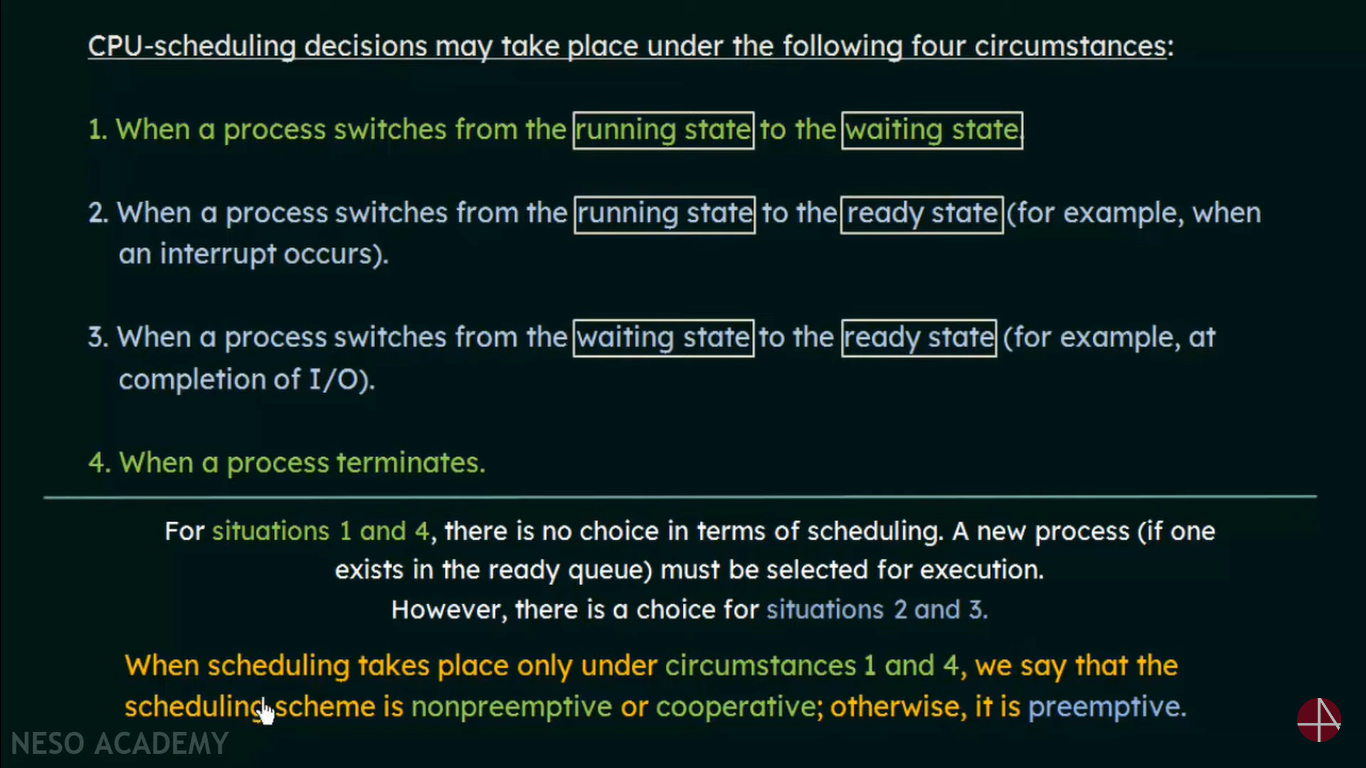 CPU-scheduling decisions may take place under the following four circumstances:
1. When a process switches from the running state to the waiting state.
2. When a process switches from the running state to the ready state (for example, when
an interrupt occurs).
3. When a process switches from the waiting state to the ready state (for example, at
completion of I/O).
4. When a process terminates.
For situations 1 and 4, there is no choice in terms of scheduling. A new process (if one
exists in the ready queue) must be selected for execution.
However, there is a choice for situations 2 and 3.
When scheduling takes place only under circumstances 1 and 4, we say that the
scheduling scheme is nonpreemptive or cooperative; otherwise, it is preemptive.
NESO ACADEMY